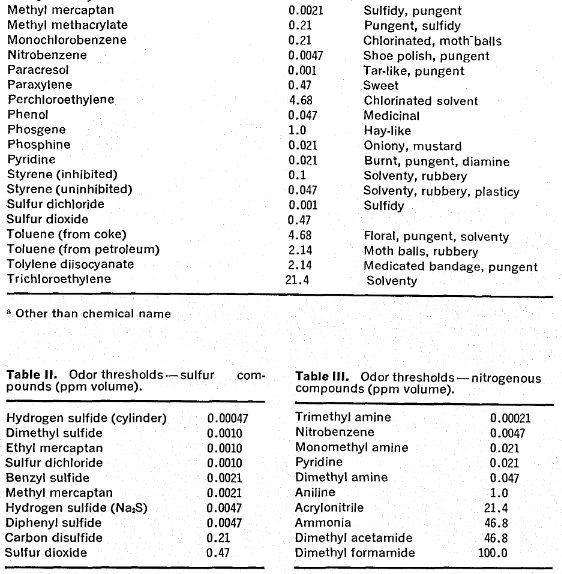 Methyl mercaptan 0.0021 Sulfidy, pungent
Methyl methacrylate 0.21 Pungent, sulfidy
Monochlorobenzene 0.21 Chlorinated, moth balls
Nitrobenzene 0.0047 Shoe polish, pungent
Paracresol 0.001 Tar-like, pungent
Paraxylene 0.47 Sweet
Perchloroethylene 4.68 Chlorinated solvent
Phenol 0.047 Medicinal
Phosgene 1.0 Hay-like
Phosphine 0.021 Oniony, mustard
Pyridine 0.021 Burnt, pungent, diamine
Styrene (inhibited) 0.1 Solventy, rubbery
Styrene (uninhibited) 0.047 Solventy, rubbery, plasticy
Sulfur dichloride 0.001 Sulfidy
Sulfur dioxide 0.47
Toluene (from coke) 4.68 Floral, pungent, solventy
Toluene (from petroleum) 2.14 Moth balls, rubbery
Tolylene diisocyanate 2.14 Medicated bandage, pungent
Trichloroethylene 21.4 Solventy
a Other than chemical name
Table II. Odor thresholds—sulfur com-
pounds (ppm volume).
Hydrogen sulfide (cylinder) 0.00047
Dimethyl sulfide 0.0010
Ethyl mercaptan 0.0010
Sulfur dichloride 0.0010
Benzyl sulfide 0.0021
Methyl mercaptan 0.0021
Hydrogen sulfide (Na₂S) 0.0047
Diphenyl sulfide 0.0047
Carbon disulfide 0.21
Sulfur dioxide 0.47
Table III. Odor thresholds—nitrogenous
compounds (ppm volume).
Trimethyl amine 0.00021
Nitrobenzene 0.0047
Monomethyl amine 0.021
Pyridine 0.021
Dimethyl amine 0.047
Aniline 1.0
Acrylonitrile 21.4
Ammonia 46.8
Dimethyl acetamide 46.8
Dimethyl formamide 100.0